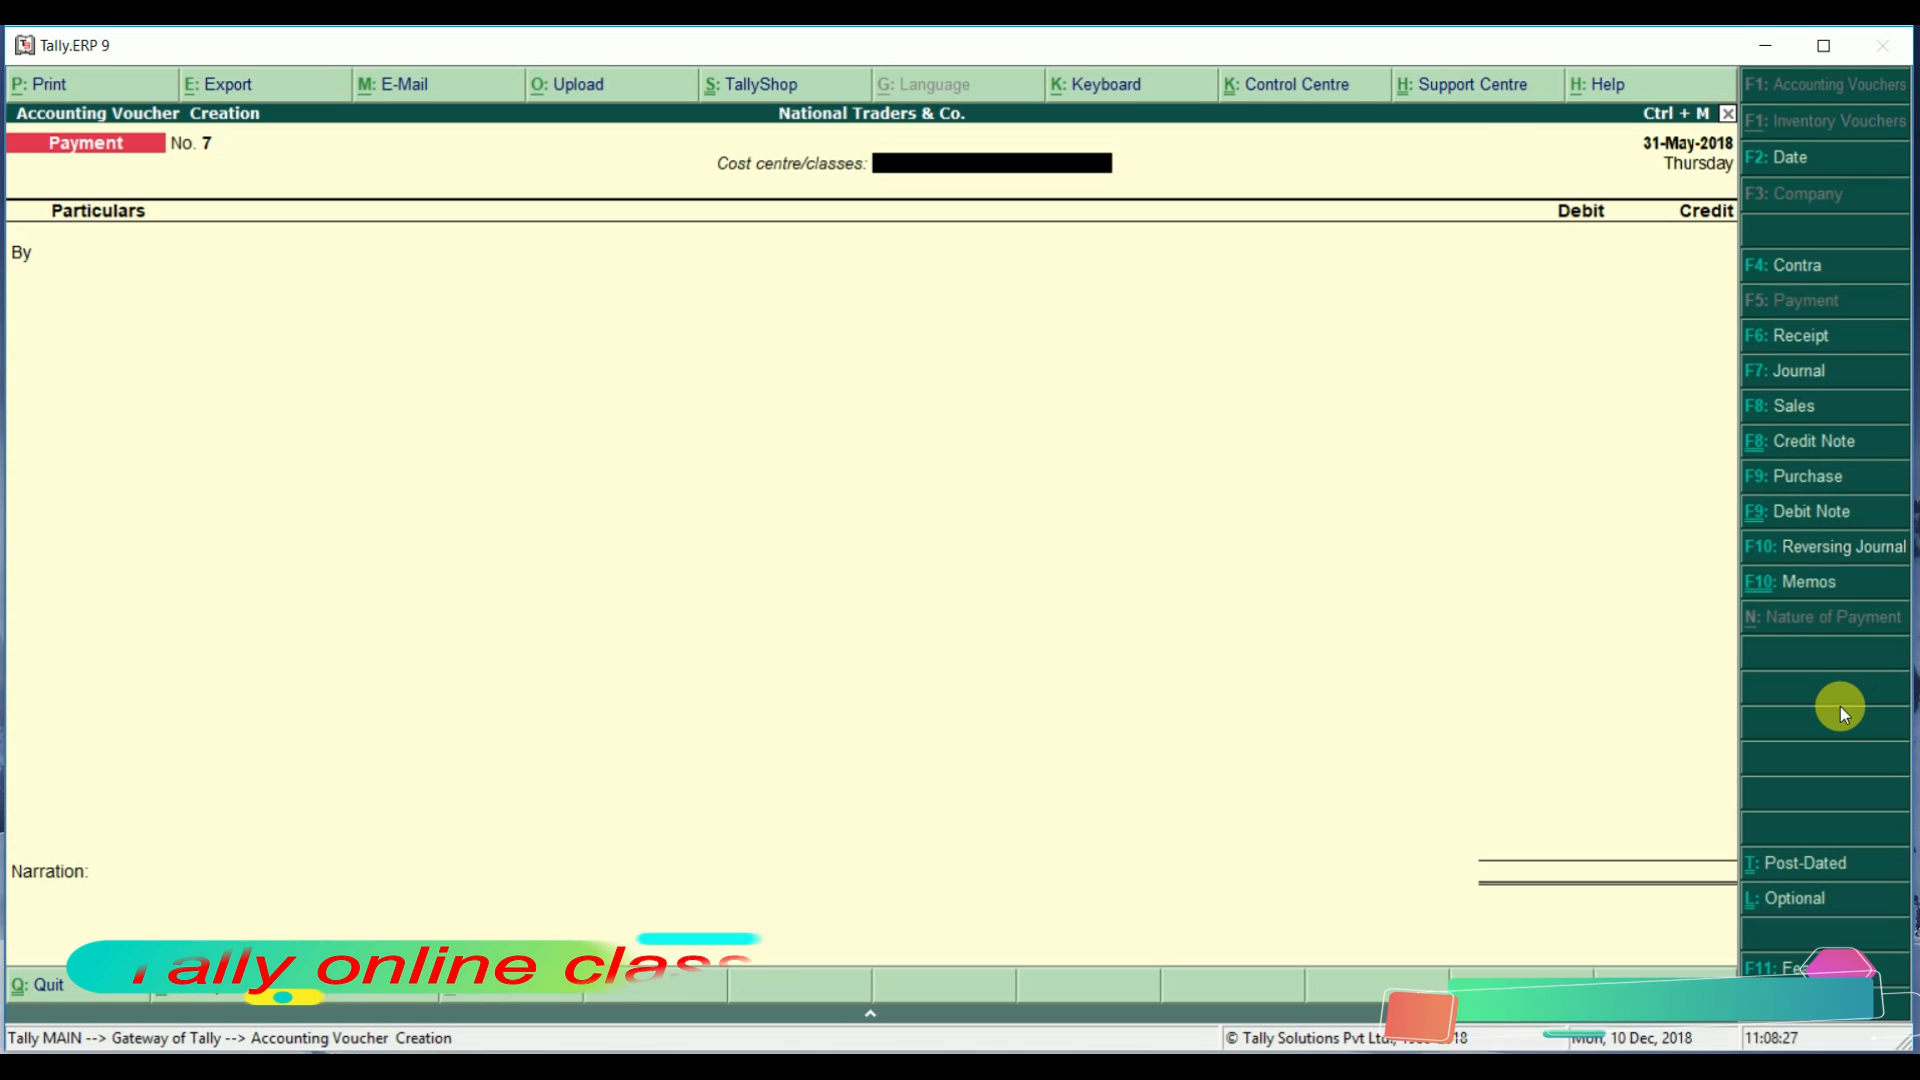 Tally.ERP 9
P: Print E: Export M: E-Mail O: Upload S: TallyShop G: Language K: Keyboard K: Control Centre H: Support Centre H: Help
Accounting Voucher Creation National Traders & Co. Ctrl + M
Payment No. 7 31-May-2018
Cost centre/classes: Thursday
Particulars Debit Credit
By
Narration:
F1: Accounting Vouchers
F1: Inventory Vouchers
F2: Date
F3: Company
F4: Contra
F5: Payment
F6: Receipt
F7: Journal
F8: Sales
F8: Credit Note
F9: Purchase
F9: Debit Note
F10: Reversing Journal
F10: Memos
N: Nature of Payment
T: Post-Dated
L: Optional
F11:
Tally online class
Q: Quit
Tally MAIN --> Gateway of Tally --> Accounting Voucher Creation © Tally Solutions Pvt Ltd., Mon, 10 Dec, 2018 11:08:27